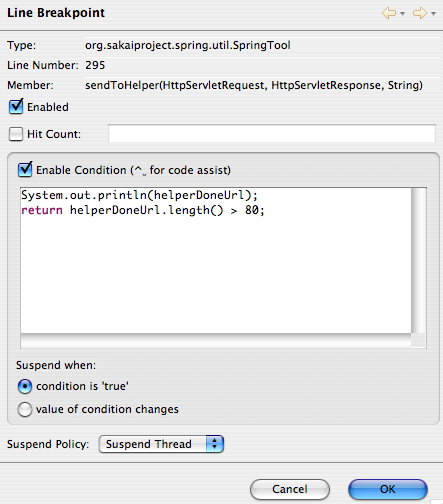 Line Breakpoint
Type: org.sakaiproject.spring.util.SpringTool
Line Number: 295
Member: sendToHelper(HttpServletRequest, HttpServletResponse, String)
Enabled
Hit Count:
Enable Condition (^␣ for code assist)
System.out.println(helperDoneUrl);
return helperDoneUrl.length() > 80;
Suspend when:
condition is 'true'
value of condition changes
Suspend Policy: Suspend Thread
Cancel OK